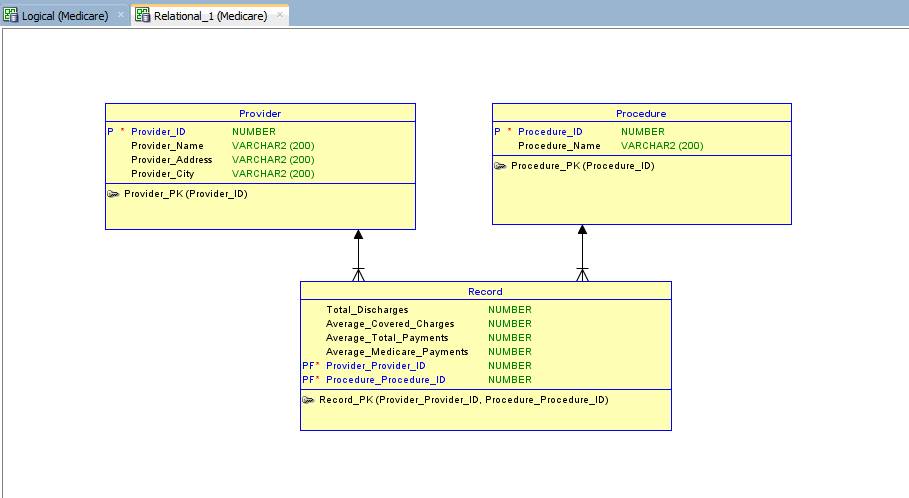 Logical (Medicare) × Relational_1 (Medicare) ×
Provider
P * Provider_ID NUMBER
Provider_Name VARCHAR2 (200)
Provider_Address VARCHAR2 (200)
Provider_City VARCHAR2 (200)
Provider_PK (Provider_ID)
Procedure
P * Procedure_ID NUMBER
Procedure_Name VARCHAR2 (200)
Procedure_PK (Procedure_ID)
Record
Total_Discharges NUMBER
Average_Covered_Charges NUMBER
Average_Total_Payments NUMBER
Average_Medicare_Payments NUMBER
PF* Provider_Provider_ID NUMBER
PF* Procedure_Procedure_ID NUMBER
Record_PK (Provider_Provider_ID, Procedure_Procedure_ID)